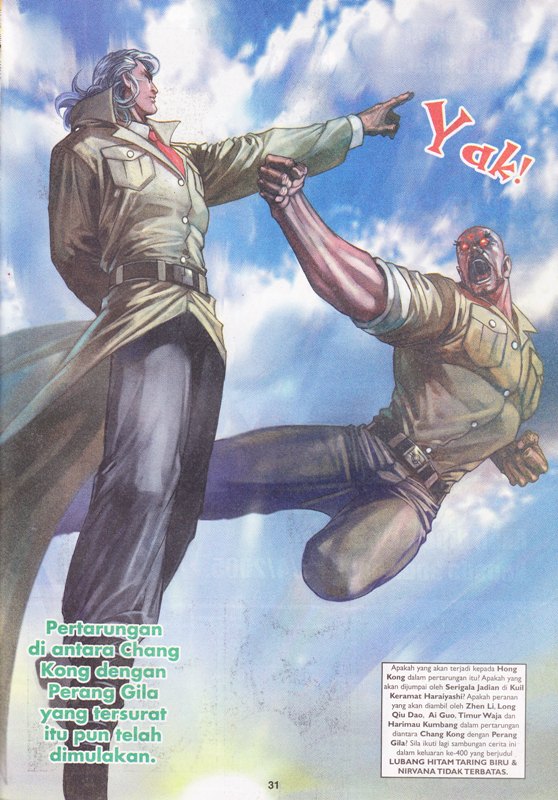 Yak!
Pertarungan
di antara Chang
Kong dengan
Perang Gila
yang tersurat
itu pun telah
dimulakan.
Apakah yang akan terjadi kepada Hong
Kong dalam pertarungan itu? Apakah yang
akan dijumpai oleh Serigala Jadian di Kuil
Keramat Haraiyashi? Apakah peranan
yang akan diambil oleh Zhen Li, Long
Qiu Dao, Ai Guo, Timur Waja dan
Harimau Kumbang dalam pertarungan
diantara Chang Kong dengan Perang
Gila? Sila ikuti lagi sambungan cerita ini
dalam keluaran ke-400 yang berjudul
LUBANG HITAM TARING BIRU &
NIRVANA TIDAK TERBATAS.
31